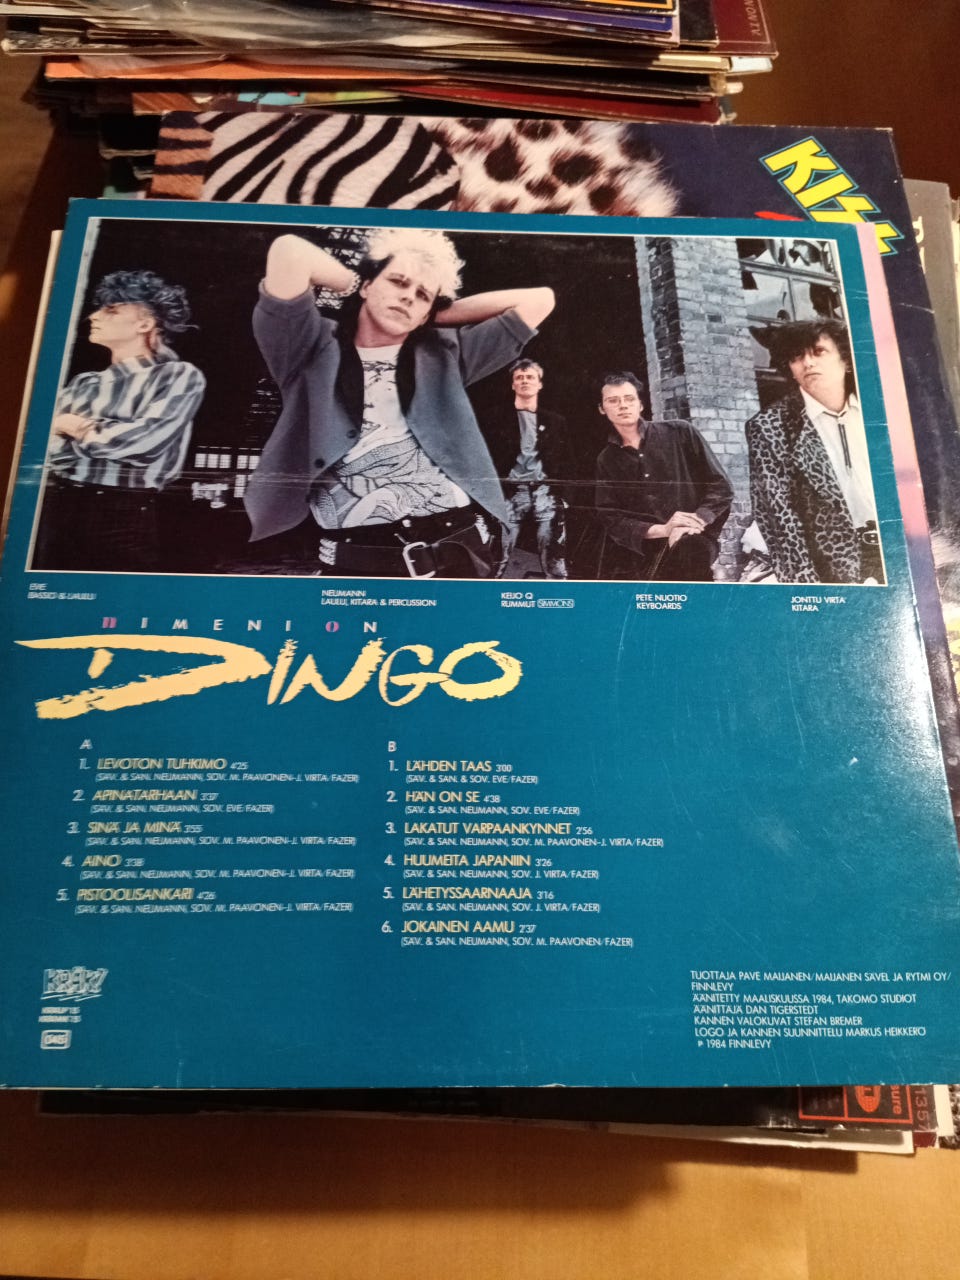 KISS
EVE
BASSO & LAULU
NEUMANN
LAULU, KITARA & PERCUSSION
KEIJO Q
RUMMUT SIMMONS
PETE NUOTIO
KEYBOARDS
JONTTU VIRTA
KITARA
NIMENI ON
DINGO
A
1. LEVOTON TUHKIMO 4'25
(SÄV. & SAN. NEUMANN, SOV. M. PAAVONEN-J. VIRTA/FAZER)
2. APINATARHAAN 3'37
(SÄV. & SAN. NEUMANN, SOV. EVE/FAZER)
3. SINÄ JA MINÄ 3'55
(SÄV. & SAN. NEUMANN, SOV. M. PAAVONEN-J. VIRTA/FAZER)
4. AINO 3'38
(SÄV. & SAN. NEUMANN, SOV. M. PAAVONEN-J. VIRTA/FAZER)
5. PISTOOLISANKARI 4'26
(SÄV. & SAN. NEUMANN, SOV. M. PAAVONEN-J. VIRTA/FAZER)
B
1. LÄHDEN TAAS 3'00
(SÄV. & SAN. & SOV. EVE/FAZER)
2. HÄN ON SE 4'38
(SÄV. & SAN. NEUMANN, SOV. EVE/FAZER)
3. LAKATUT VARPAANKYNNET 2'56
(SÄV. & SAN. NEUMANN, SOV. M. PAAVONEN-J. VIRTA/FAZER)
4. HUUMEITA JAPANIIN 3'26
(SÄV. & SAN. NEUMANN, SOV. J. VIRTA/FAZER)
5. LÄHETYSSAARNAAJA 3'16
(SÄV. & SAN. NEUMANN, SOV. J. VIRTA/FAZER)
6. JOKAINEN AAMU 2'37
(SÄV. & SAN. NEUMANN, SOV. M. PAAVONEN/FAZER)
KRÄK!
TUOTTAJA PAVE MAIJANEN/MAIJANEN SÄVEL JA RYTMI OY/
FINNLEVY
ÄÄNITETTY MAALISKUUSSA 1984, TAKOMO STUDIOT
ÄÄNITTÄJÄ DAN TIGERSTEDT
KANNEN VALOKUVAT STEFAN BREMER
LOGO JA KANNEN SUUNNITTELU MARKUS HEIKKERÖ
℗ 1984 FINNLEVY